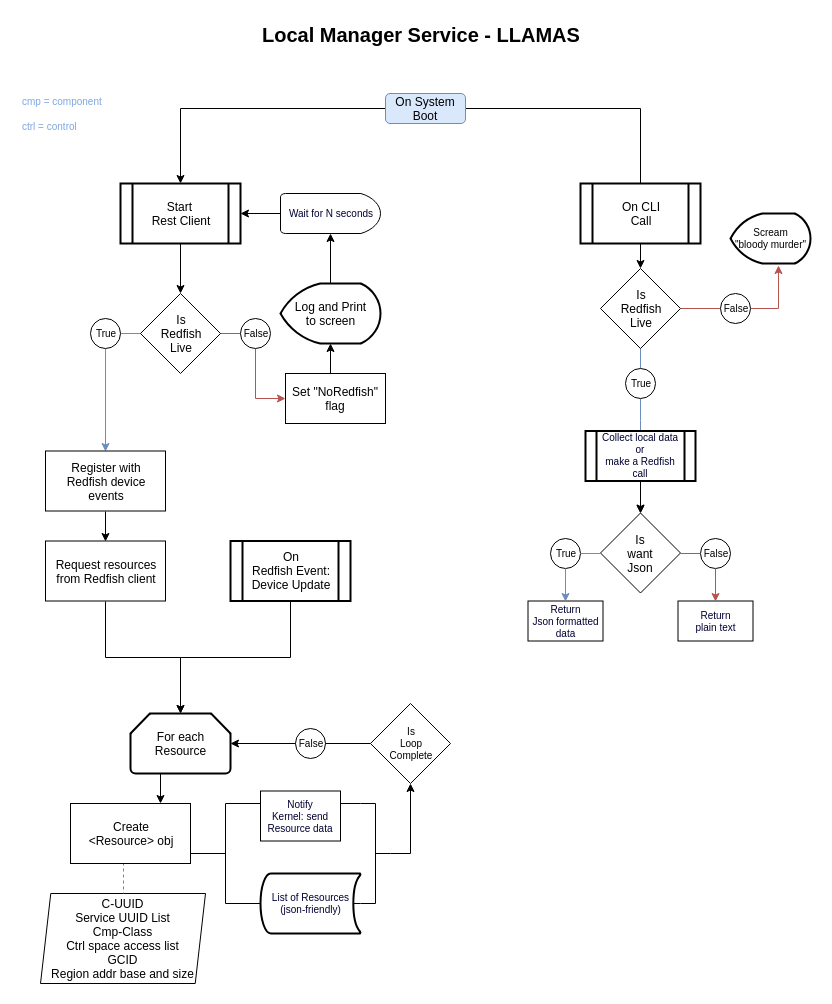 Local Manager Service - LLAMAS
cmp = component
ctrl = control
On System
Boot
Start
Rest Client
Wait for N seconds
Is
Redfish
Live
True
False
Log and Print
to screen
Set "NoRedfish"
flag
Register with
Redfish device
events
Request resources
from Redfish client
On
Redfish Event:
Device Update
For each
Resource
False
Is
Loop
Complete
Create
<Resource> obj
Notify
Kernel: send
Resource data
List of Resources
(json-friendly)
C-UUID
Service UUID List
Cmp-Class
Ctrl space access list
GCID
Region addr base and size
On CLI
Call
Is
Redfish
Live
False
Scream
"bloody murder"
True
Collect local data
or
make a Redfish
call
Is
want
Json
True
False
Return
Json formatted
data
Return
plain text